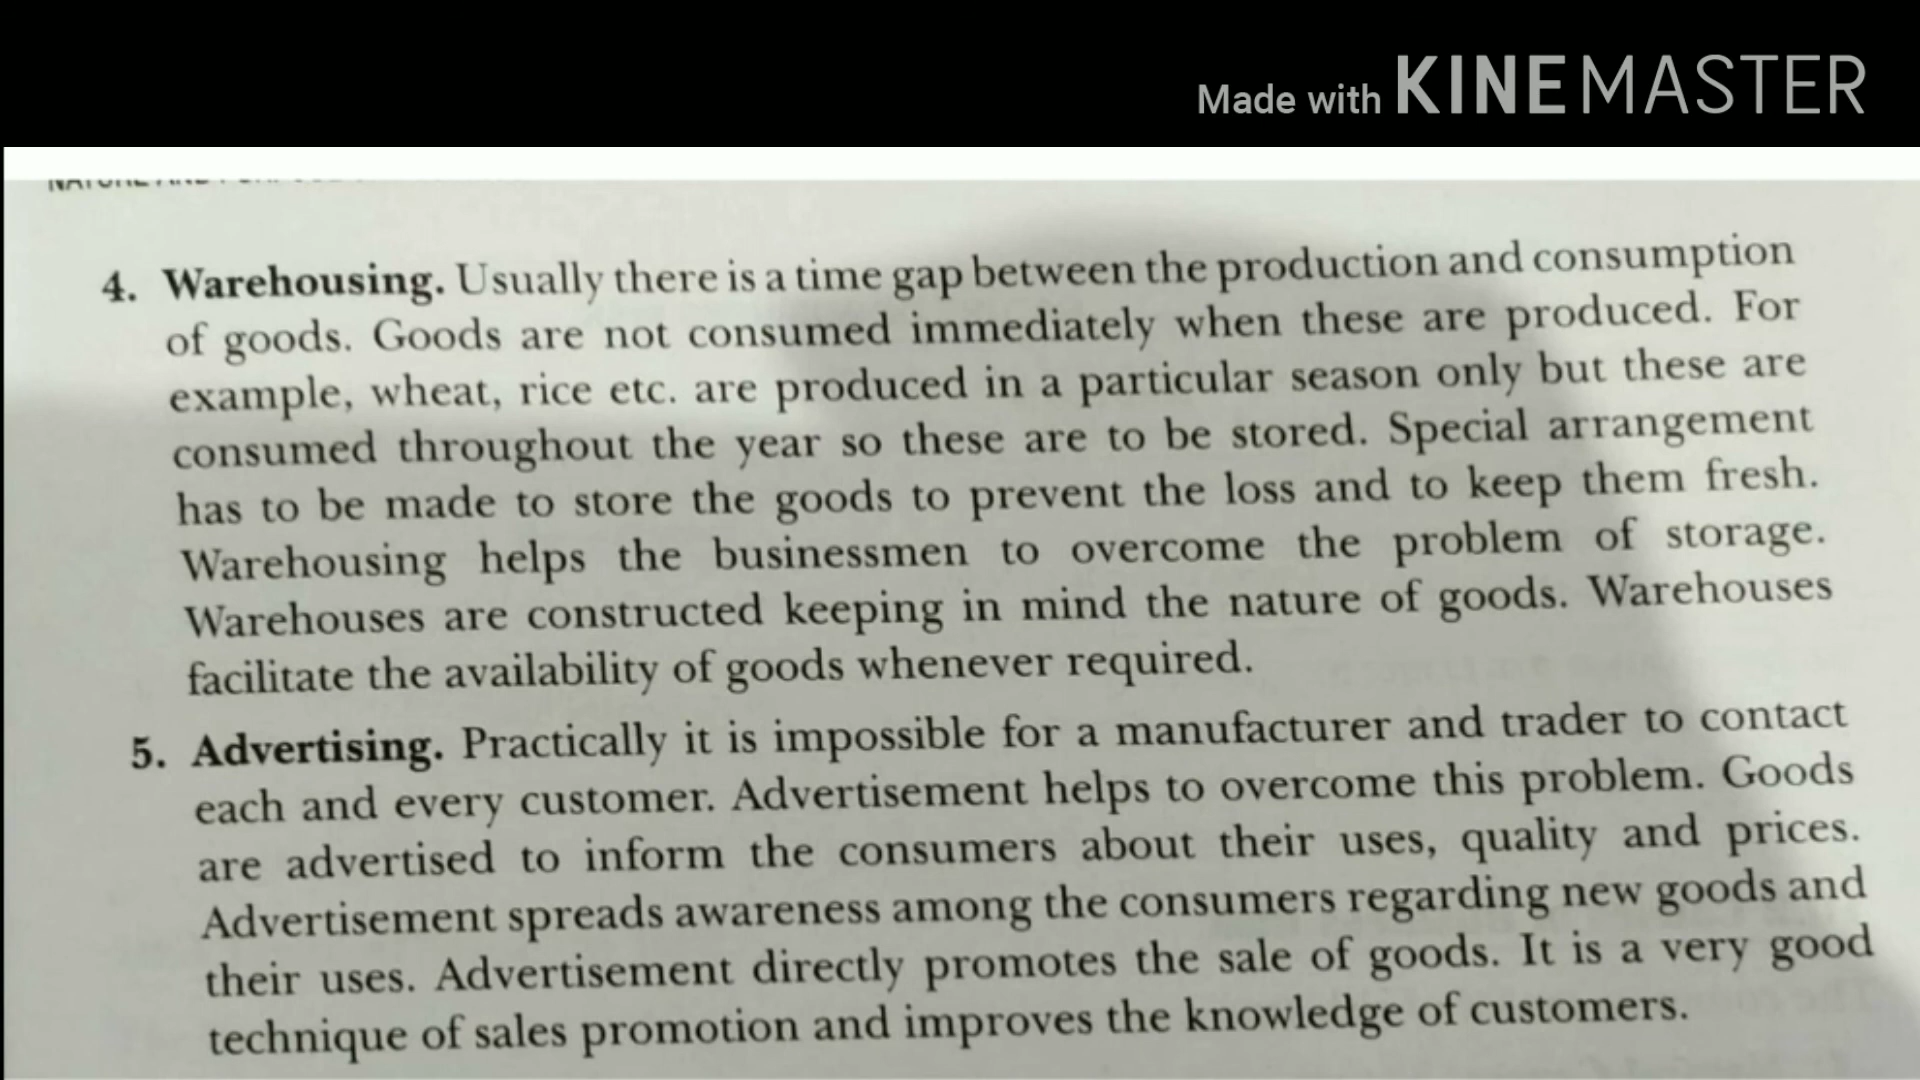 Made with KINEMASTER
4. Warehousing. Usually there is a time gap between the production and consumption
of goods. Goods are not consumed immediately when these are produced. For
example, wheat, rice etc. are produced in a particular season only but these are
consumed throughout the year so these are to be stored. Special arrangement
has to be made to store the goods to prevent the loss and to keep them fresh.
Warehousing helps the businessmen to overcome the problem of storage.
Warehouses are constructed keeping in mind the nature of goods. Warehouses
facilitate the availability of goods whenever required.
5. Advertising. Practically it is impossible for a manufacturer and trader to contact
each and every customer. Advertisement helps to overcome this problem. Goods
are advertised to inform the consumers about their uses, quality and prices.
Advertisement spreads awareness among the consumers regarding new goods and
their uses. Advertisement directly promotes the sale of goods. It is a very good
technique of sales promotion and improves the knowledge of customers.